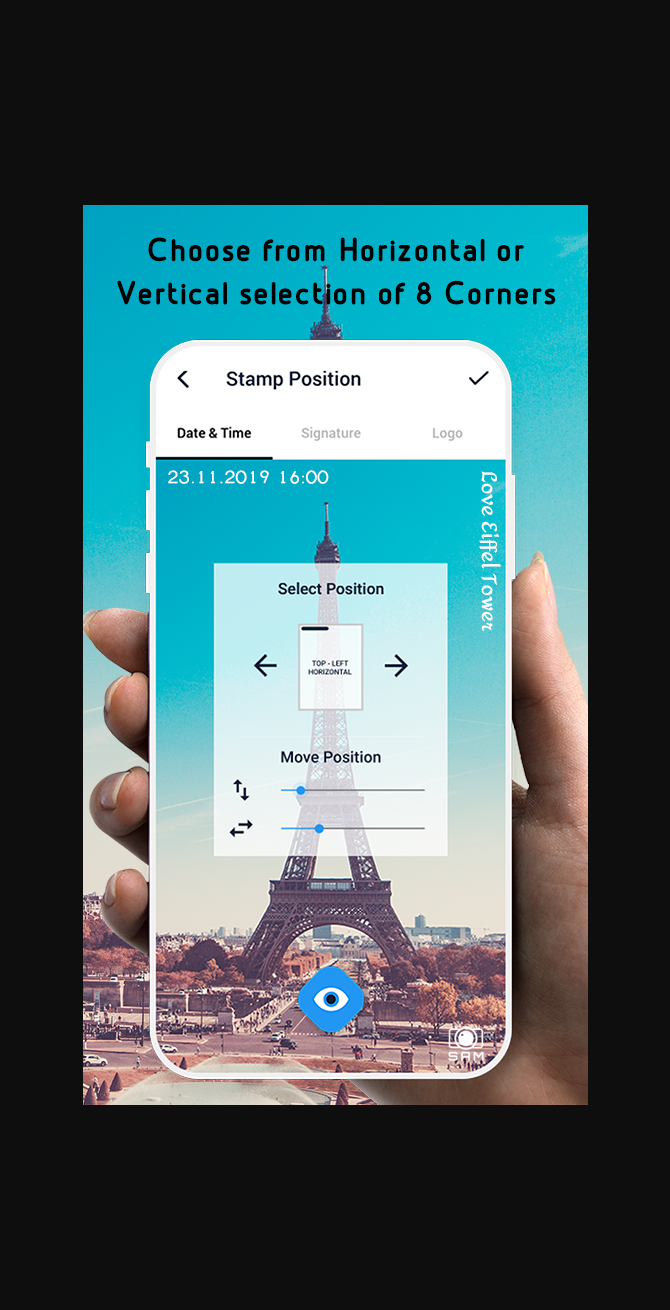 Choose from Horizontal or
Vertical selection of 8 Corners
Stamp Position
Date & Time
Signature
Logo
23.11.2019 16:00
Love Eiffel Tower
Select Position
TOP - LEFT
HORIZONTAL
Move Position
SAM